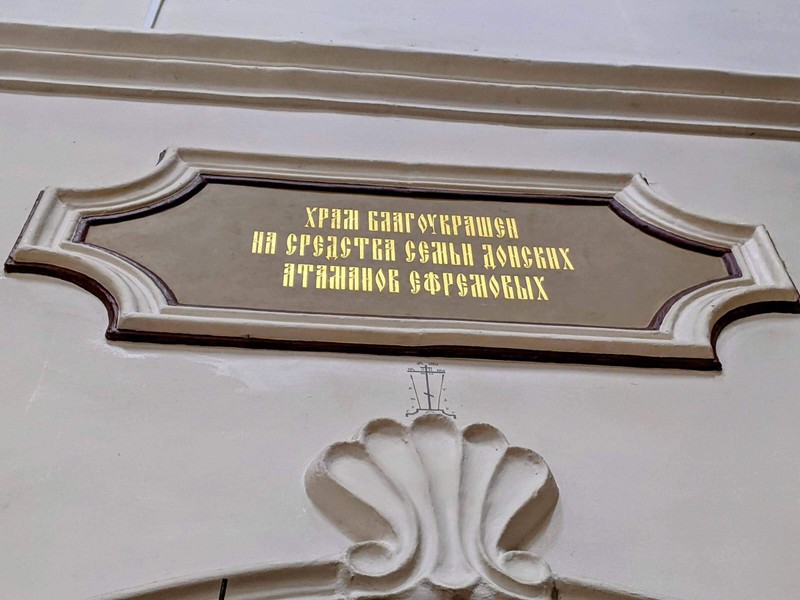 ХРАМ БЛАГОУКРАШЕН
НА СРЕДСТВА СЕМЬИ ДОНСКИХ
АТАМАНОВ ЕФРЕМОВЫХ